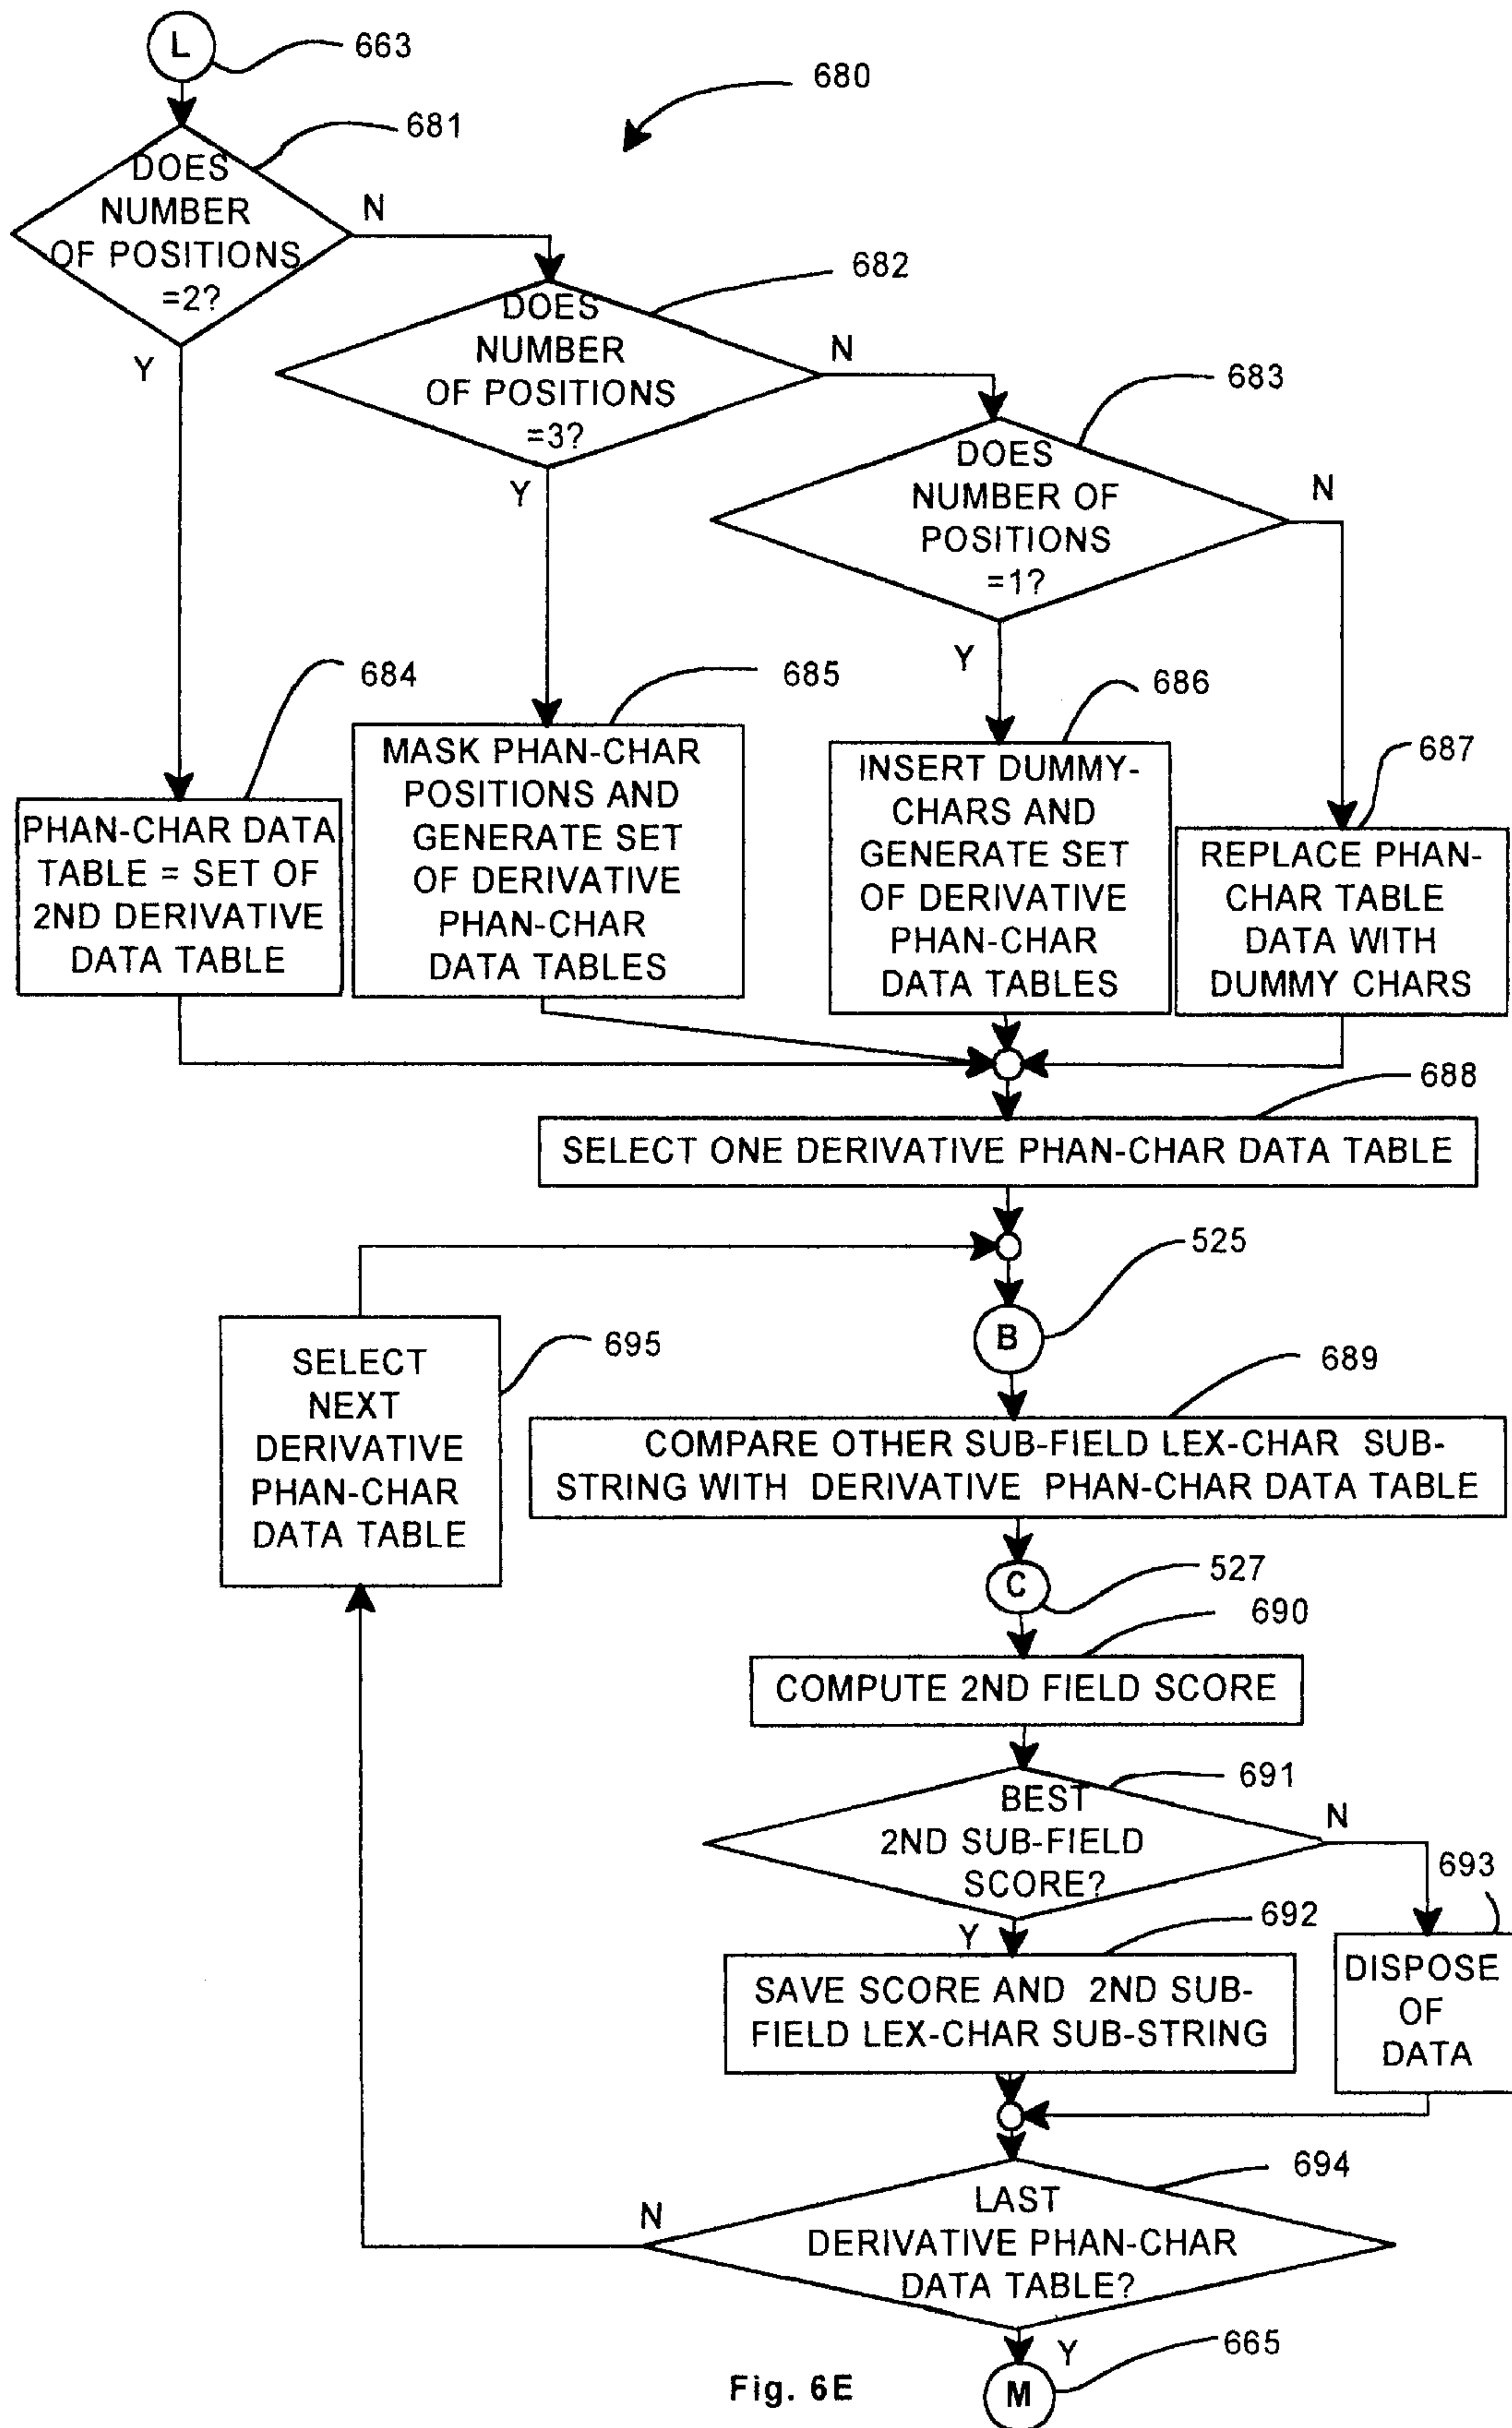 L
663
680
681
DOES
NUMBER
OF POSITIONS
=2?
N
Y
682
DOES
NUMBER
OF POSITIONS
=3?
N
Y
683
DOES
NUMBER OF
POSITIONS
=1?
N
Y
684
PHAN-CHAR DATA
TABLE = SET OF
2ND DERIVATIVE
DATA TABLE
685
MASK PHAN-CHAR
POSITIONS AND
GENERATE SET
OF DERIVATIVE
PHAN-CHAR
DATA TABLES
686
INSERT DUMMY-
CHARS AND
GENERATE SET
OF DERIVATIVE
PHAN-CHAR
DATA TABLES
687
REPLACE PHAN-
CHAR TABLE
DATA WITH
DUMMY CHARS
688
SELECT ONE DERIVATIVE PHAN-CHAR DATA TABLE
525
B
695
SELECT
NEXT
DERIVATIVE
PHAN-CHAR
DATA TABLE
689
COMPARE OTHER SUB-FIELD LEX-CHAR SUB-
STRING WITH DERIVATIVE PHAN-CHAR DATA TABLE
C
527
690
COMPUTE 2ND FIELD SCORE
691
BEST
2ND SUB-FIELD
SCORE?
N
Y
693
DISPOSE
OF
DATA
692
SAVE SCORE AND 2ND SUB-
FIELD LEX-CHAR SUB-STRING
694
LAST
DERIVATIVE PHAN-CHAR
DATA TABLE?
N
Y
665
M
Fig. 6E